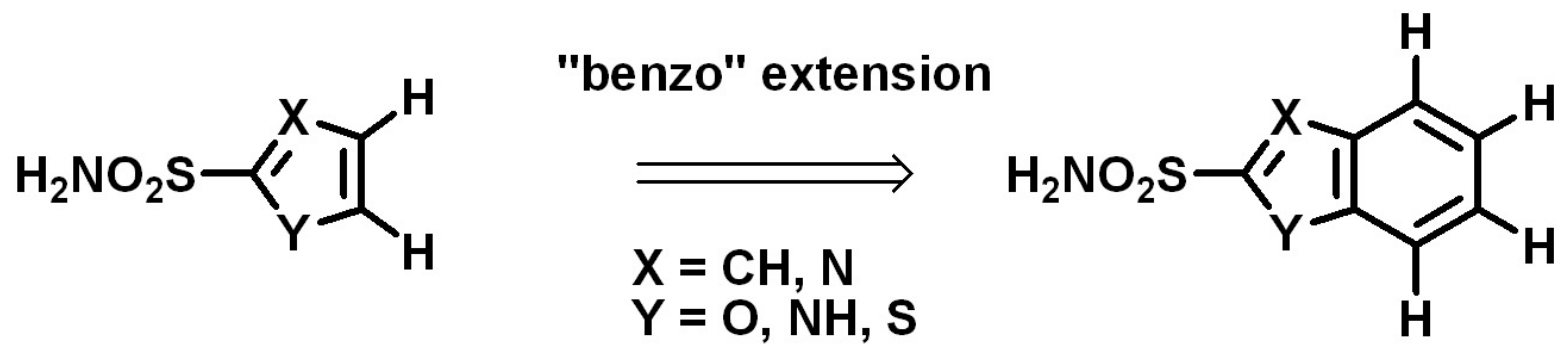 "benzo" extension
H
X
H₂NO₂S
Y
H
X = CH, N
Y = O, NH, S
H
X
H
H₂NO₂S
Y
H
H